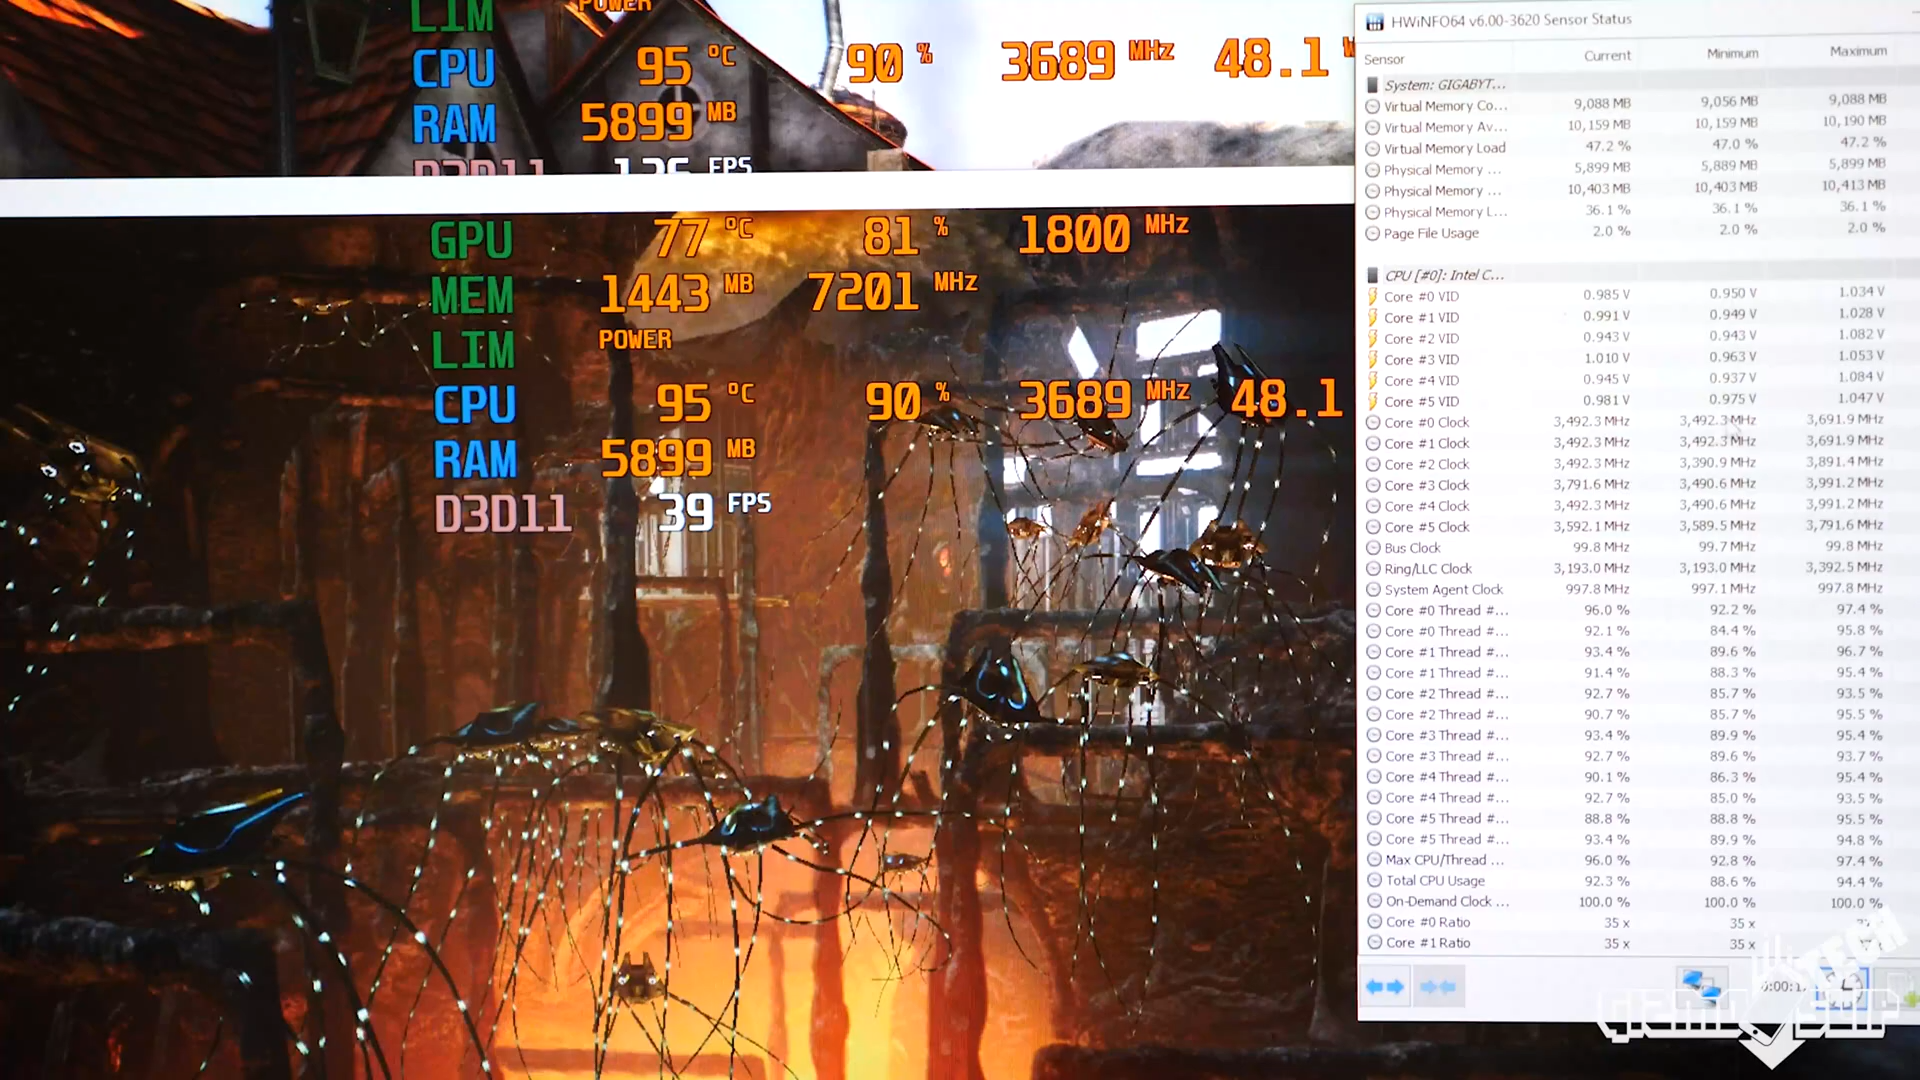 LIM POWER
CPU 95 °C 90 % 3689 MHz 48.1 W
RAM 5899 MB
D3D11 126 FPS
GPU 77 °C 81 % 1800 MHz
MEM 1443 MB 7201 MHz
LIM POWER
CPU 95 °C 90 % 3689 MHz 48.1
RAM 5899 MB
D3D11 39 FPS
HWiNFO64 v6.00-3620 Sensor Status
Sensor Current Minimum Maximum
System: GIGABYT...
Virtual Memory Co... 9,088 MB 9,056 MB 9,088 MB
Virtual Memory Av... 10,159 MB 10,159 MB 10,190 MB
Virtual Memory Load 47.2 % 47.0 % 47.2 %
Physical Memory ... 5,899 MB 5,889 MB 5,899 MB
Physical Memory ... 10,403 MB 10,403 MB 10,413 MB
Physical Memory L... 36.1 % 36.1 % 36.1 %
Page File Usage 2.0 % 2.0 % 2.0 %
CPU [#0]: Intel C...
Core #0 VID 0.985 V 0.950 V 1.034 V
Core #1 VID 0.991 V 0.949 V 1.028 V
Core #2 VID 0.943 V 0.943 V 1.082 V
Core #3 VID 1.010 V 0.963 V 1.053 V
Core #4 VID 0.945 V 0.937 V 1.084 V
Core #5 VID 0.981 V 0.975 V 1.047 V
Core #0 Clock 3,492.3 MHz 3,492.3 MHz 3,691.9 MHz
Core #1 Clock 3,492.3 MHz 3,492.3 MHz 3,691.9 MHz
Core #2 Clock 3,492.3 MHz 3,390.9 MHz 3,891.4 MHz
Core #3 Clock 3,791.6 MHz 3,490.6 MHz 3,991.2 MHz
Core #4 Clock 3,492.3 MHz 3,490.6 MHz 3,991.2 MHz
Core #5 Clock 3,592.1 MHz 3,589.5 MHz 3,791.6 MHz
Bus Clock 99.8 MHz 99.7 MHz 99.8 MHz
Ring/LLC Clock 3,193.0 MHz 3,193.0 MHz 3,392.5 MHz
System Agent Clock 997.8 MHz 997.1 MHz 997.8 MHz
Core #0 Thread #... 96.0 % 92.2 % 97.4 %
Core #0 Thread #... 92.1 % 84.4 % 95.8 %
Core #1 Thread #... 93.4 % 89.6 % 96.7 %
Core #1 Thread #... 91.4 % 88.3 % 95.4 %
Core #2 Thread #... 92.7 % 85.7 % 93.5 %
Core #2 Thread #... 90.7 % 85.7 % 95.5 %
Core #3 Thread #... 93.4 % 89.9 % 95.4 %
Core #3 Thread #... 92.7 % 89.6 % 93.7 %
Core #4 Thread #... 90.1 % 86.3 % 95.4 %
Core #4 Thread #... 92.7 % 85.0 % 93.5 %
Core #5 Thread #... 88.8 % 88.8 % 95.5 %
Core #5 Thread #... 93.4 % 89.9 % 94.8 %
Max CPU/Thread ... 96.0 % 92.8 % 97.4 %
Total CPU Usage 92.3 % 88.6 % 94.4 %
On-Demand Clock ... 100.0 % 100.0 % 100.0 %
Core #0 Ratio 35 x 35 x
Core #1 Ratio 35 x 35 x
TECH